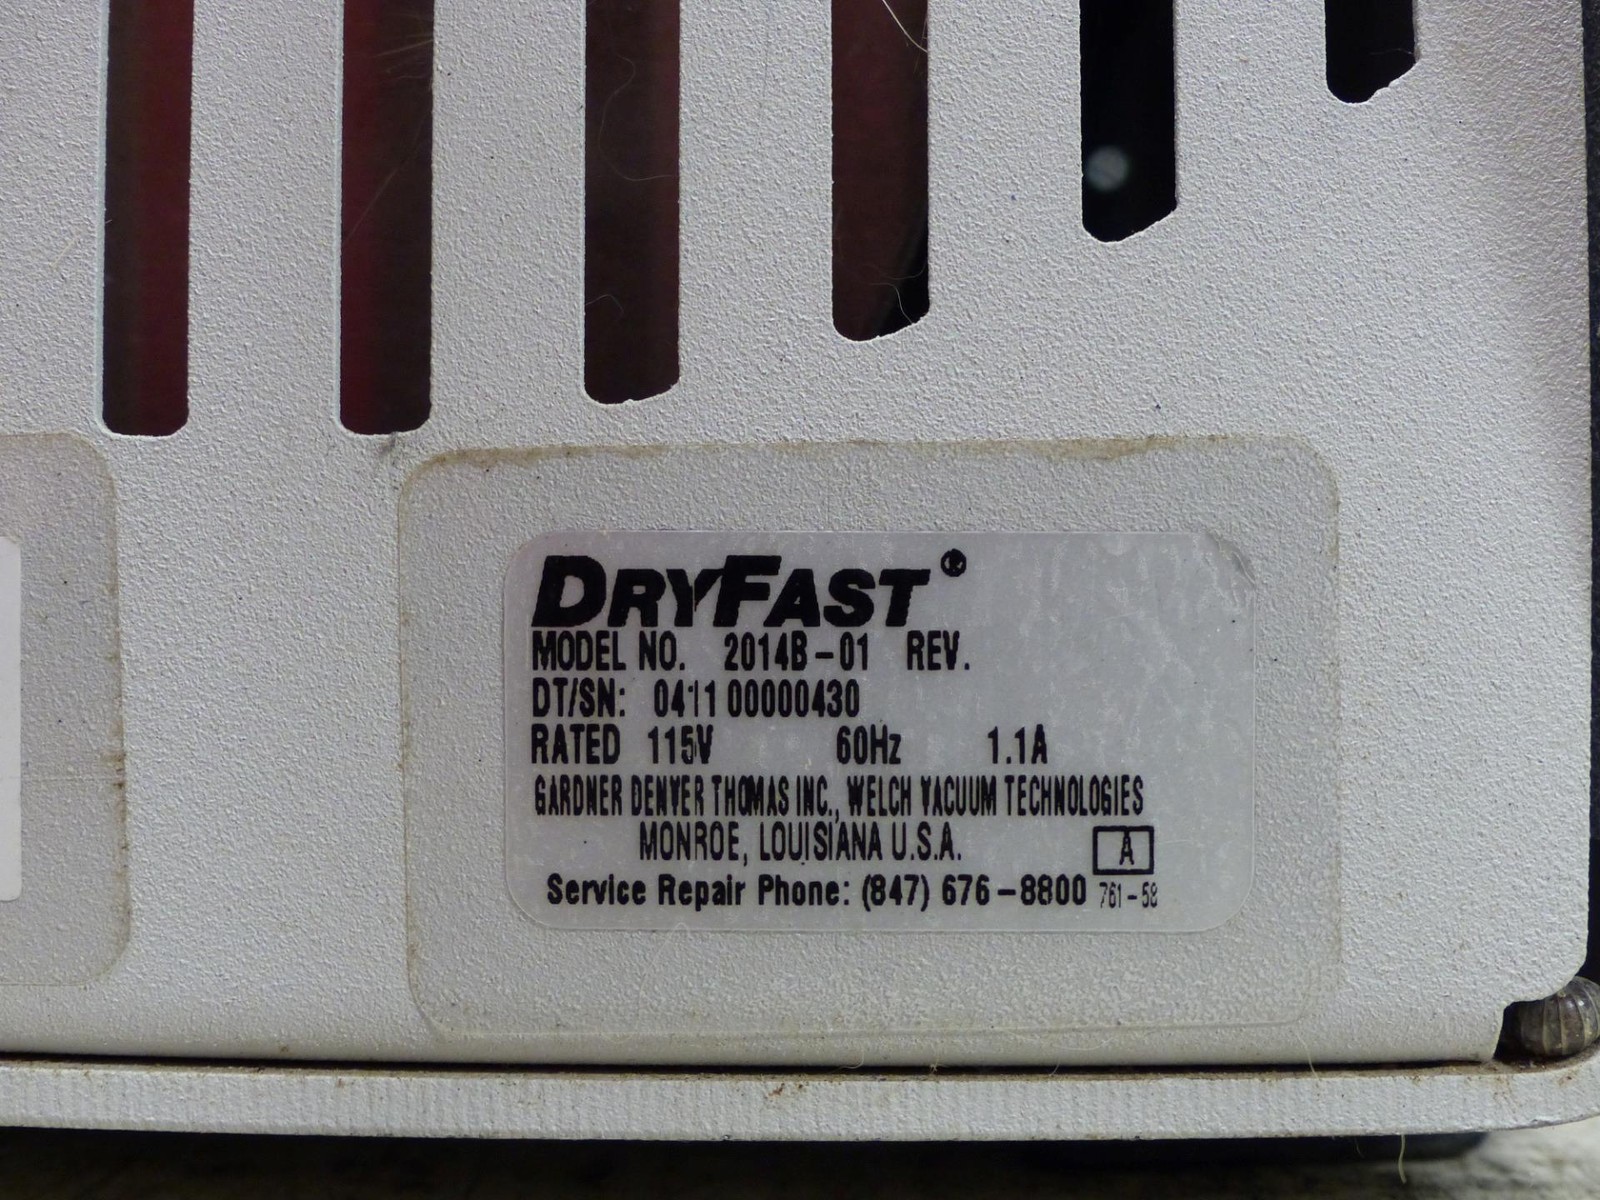 DRYFAST®
MODEL NO. 2014B-01 REV.
DT/SN: 0411 00000430
RATED 115V 60Hz 1.1A
GARDNER DENVER THOMAS INC., WELCH VACUUM TECHNOLOGIES
MONROE, LOUISIANA U.S.A. A
Service Repair Phone: (847) 676-8800 761-58